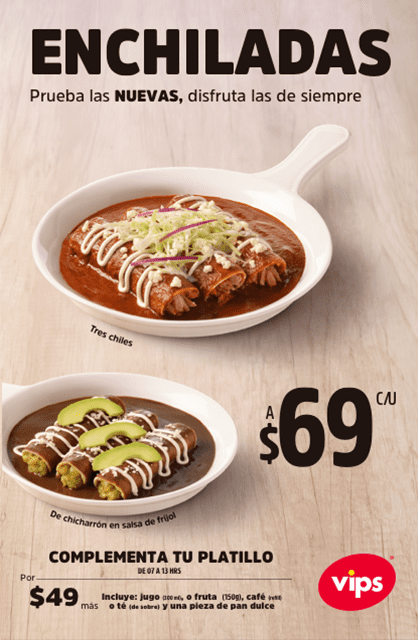 ENCHILADAS
Prueba las NUEVAS, disfruta las de siempre
Tres chiles
A
$69 C/U
De chicharrón en salsa de frijol
COMPLEMENTA TU PLATILLO
DE 07 A 13 HRS
Por
$49 más
Incluye: jugo (300 ml), o fruta (150g), café (refill)
o té (de sobre) y una pieza de pan dulce
vips